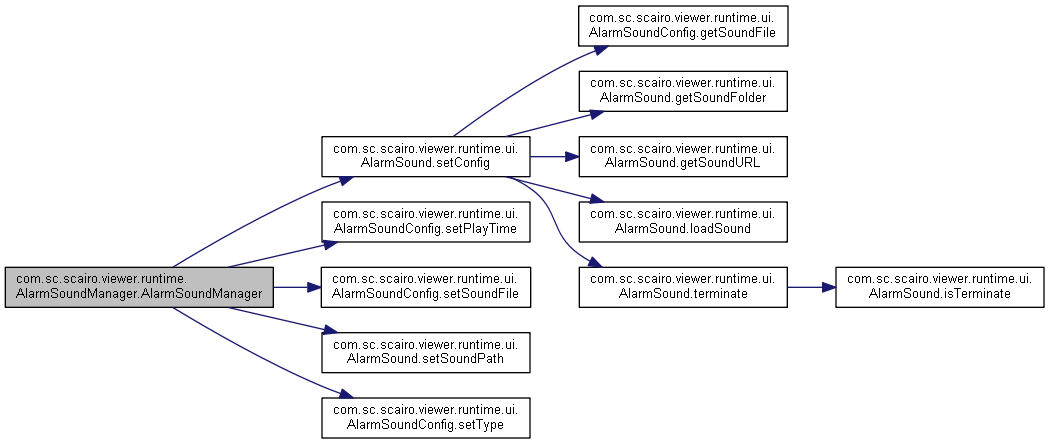 com.sc.scairo.viewer.runtime.ui.
AlarmSoundConfig.getSoundFile
com.sc.scairo.viewer.runtime.ui.
AlarmSound.getSoundFolder
com.sc.scairo.viewer.runtime.ui.
AlarmSound.setConfig
com.sc.scairo.viewer.runtime.ui.
AlarmSound.getSoundURL
com.sc.scairo.viewer.runtime.ui.
AlarmSoundConfig.setPlayTime
com.sc.scairo.viewer.runtime.ui.
AlarmSound.loadSound
com.sc.scairo.viewer.runtime.
AlarmSoundManager.AlarmSoundManager
com.sc.scairo.viewer.runtime.ui.
AlarmSoundConfig.setSoundFile
com.sc.scairo.viewer.runtime.ui.
AlarmSound.terminate
com.sc.scairo.viewer.runtime.ui.
AlarmSound.isTerminate
com.sc.scairo.viewer.runtime.ui.
AlarmSound.setSoundPath
com.sc.scairo.viewer.runtime.ui.
AlarmSoundConfig.setType